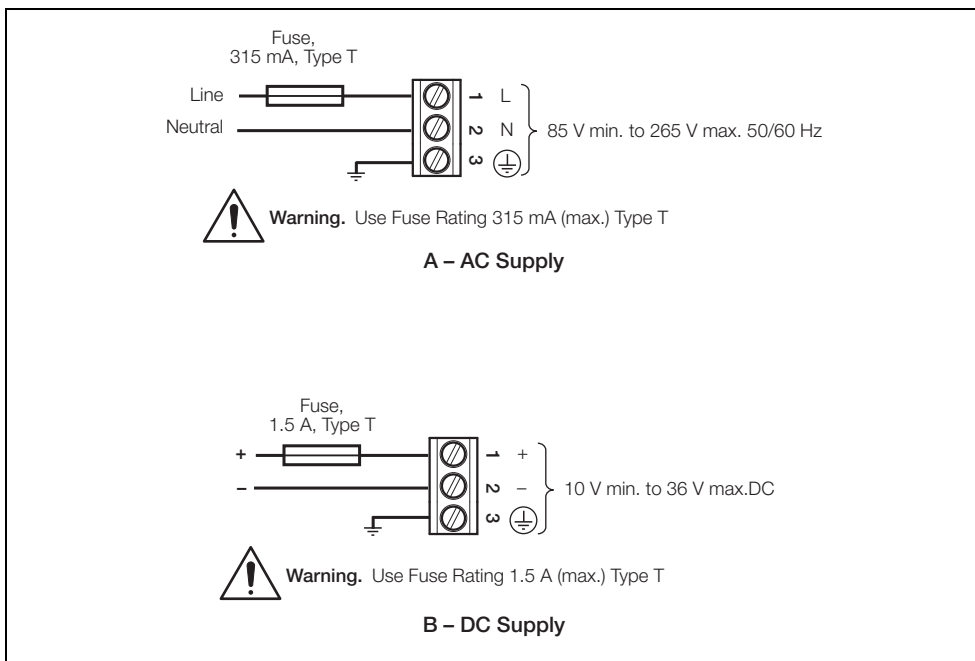 Fuse,
315 mA, Type T
Line
Neutral
1 L
2 N
3
85 V min. to 265 V max. 50/60 Hz
Warning. Use Fuse Rating 315 mA (max.) Type T
A – AC Supply
Fuse,
1.5 A, Type T
+
–
1 +
2 –
3
10 V min. to 36 V max.DC
Warning. Use Fuse Rating 1.5 A (max.) Type T
B – DC Supply